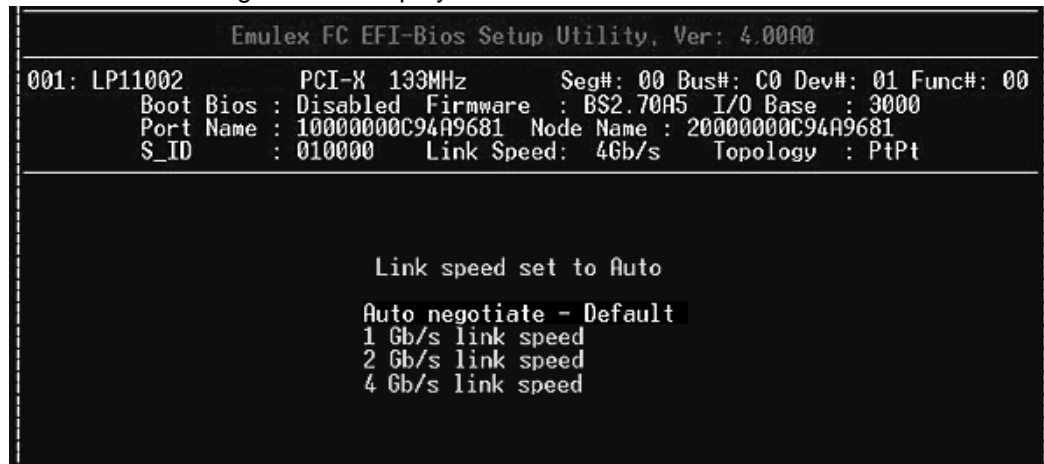 Emulex FC EFI-Bios Setup Utility, Ver: 4.00A0
001: LP11002 PCI-X 133MHz Seg#: 00 Bus#: C0 Dev#: 01 Func#: 00
Boot Bios : Disabled Firmware : BS2.70A5 I/O Base : 3000
Port Name : 10000000C94A9681 Node Name : 20000000C94A9681
S_ID : 010000 Link Speed: 4Gb/s Topology : PtPt
Link speed set to Auto
Auto negotiate - Default
1 Gb/s link speed
2 Gb/s link speed
4 Gb/s link speed